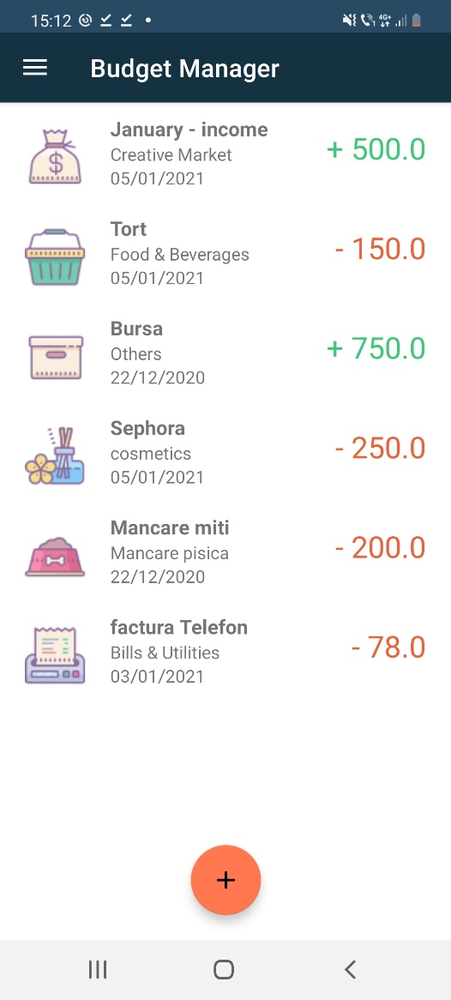 15:12
4G+
Budget Manager
January - income
Creative Market
05/01/2021
+ 500.0
Tort
Food & Beverages
05/01/2021
- 150.0
Bursa
Others
22/12/2020
+ 750.0
Sephora
cosmetics
05/01/2021
- 250.0
Mancare miti
Mancare pisica
22/12/2020
- 200.0
factura Telefon
Bills & Utilities
03/01/2021
- 78.0